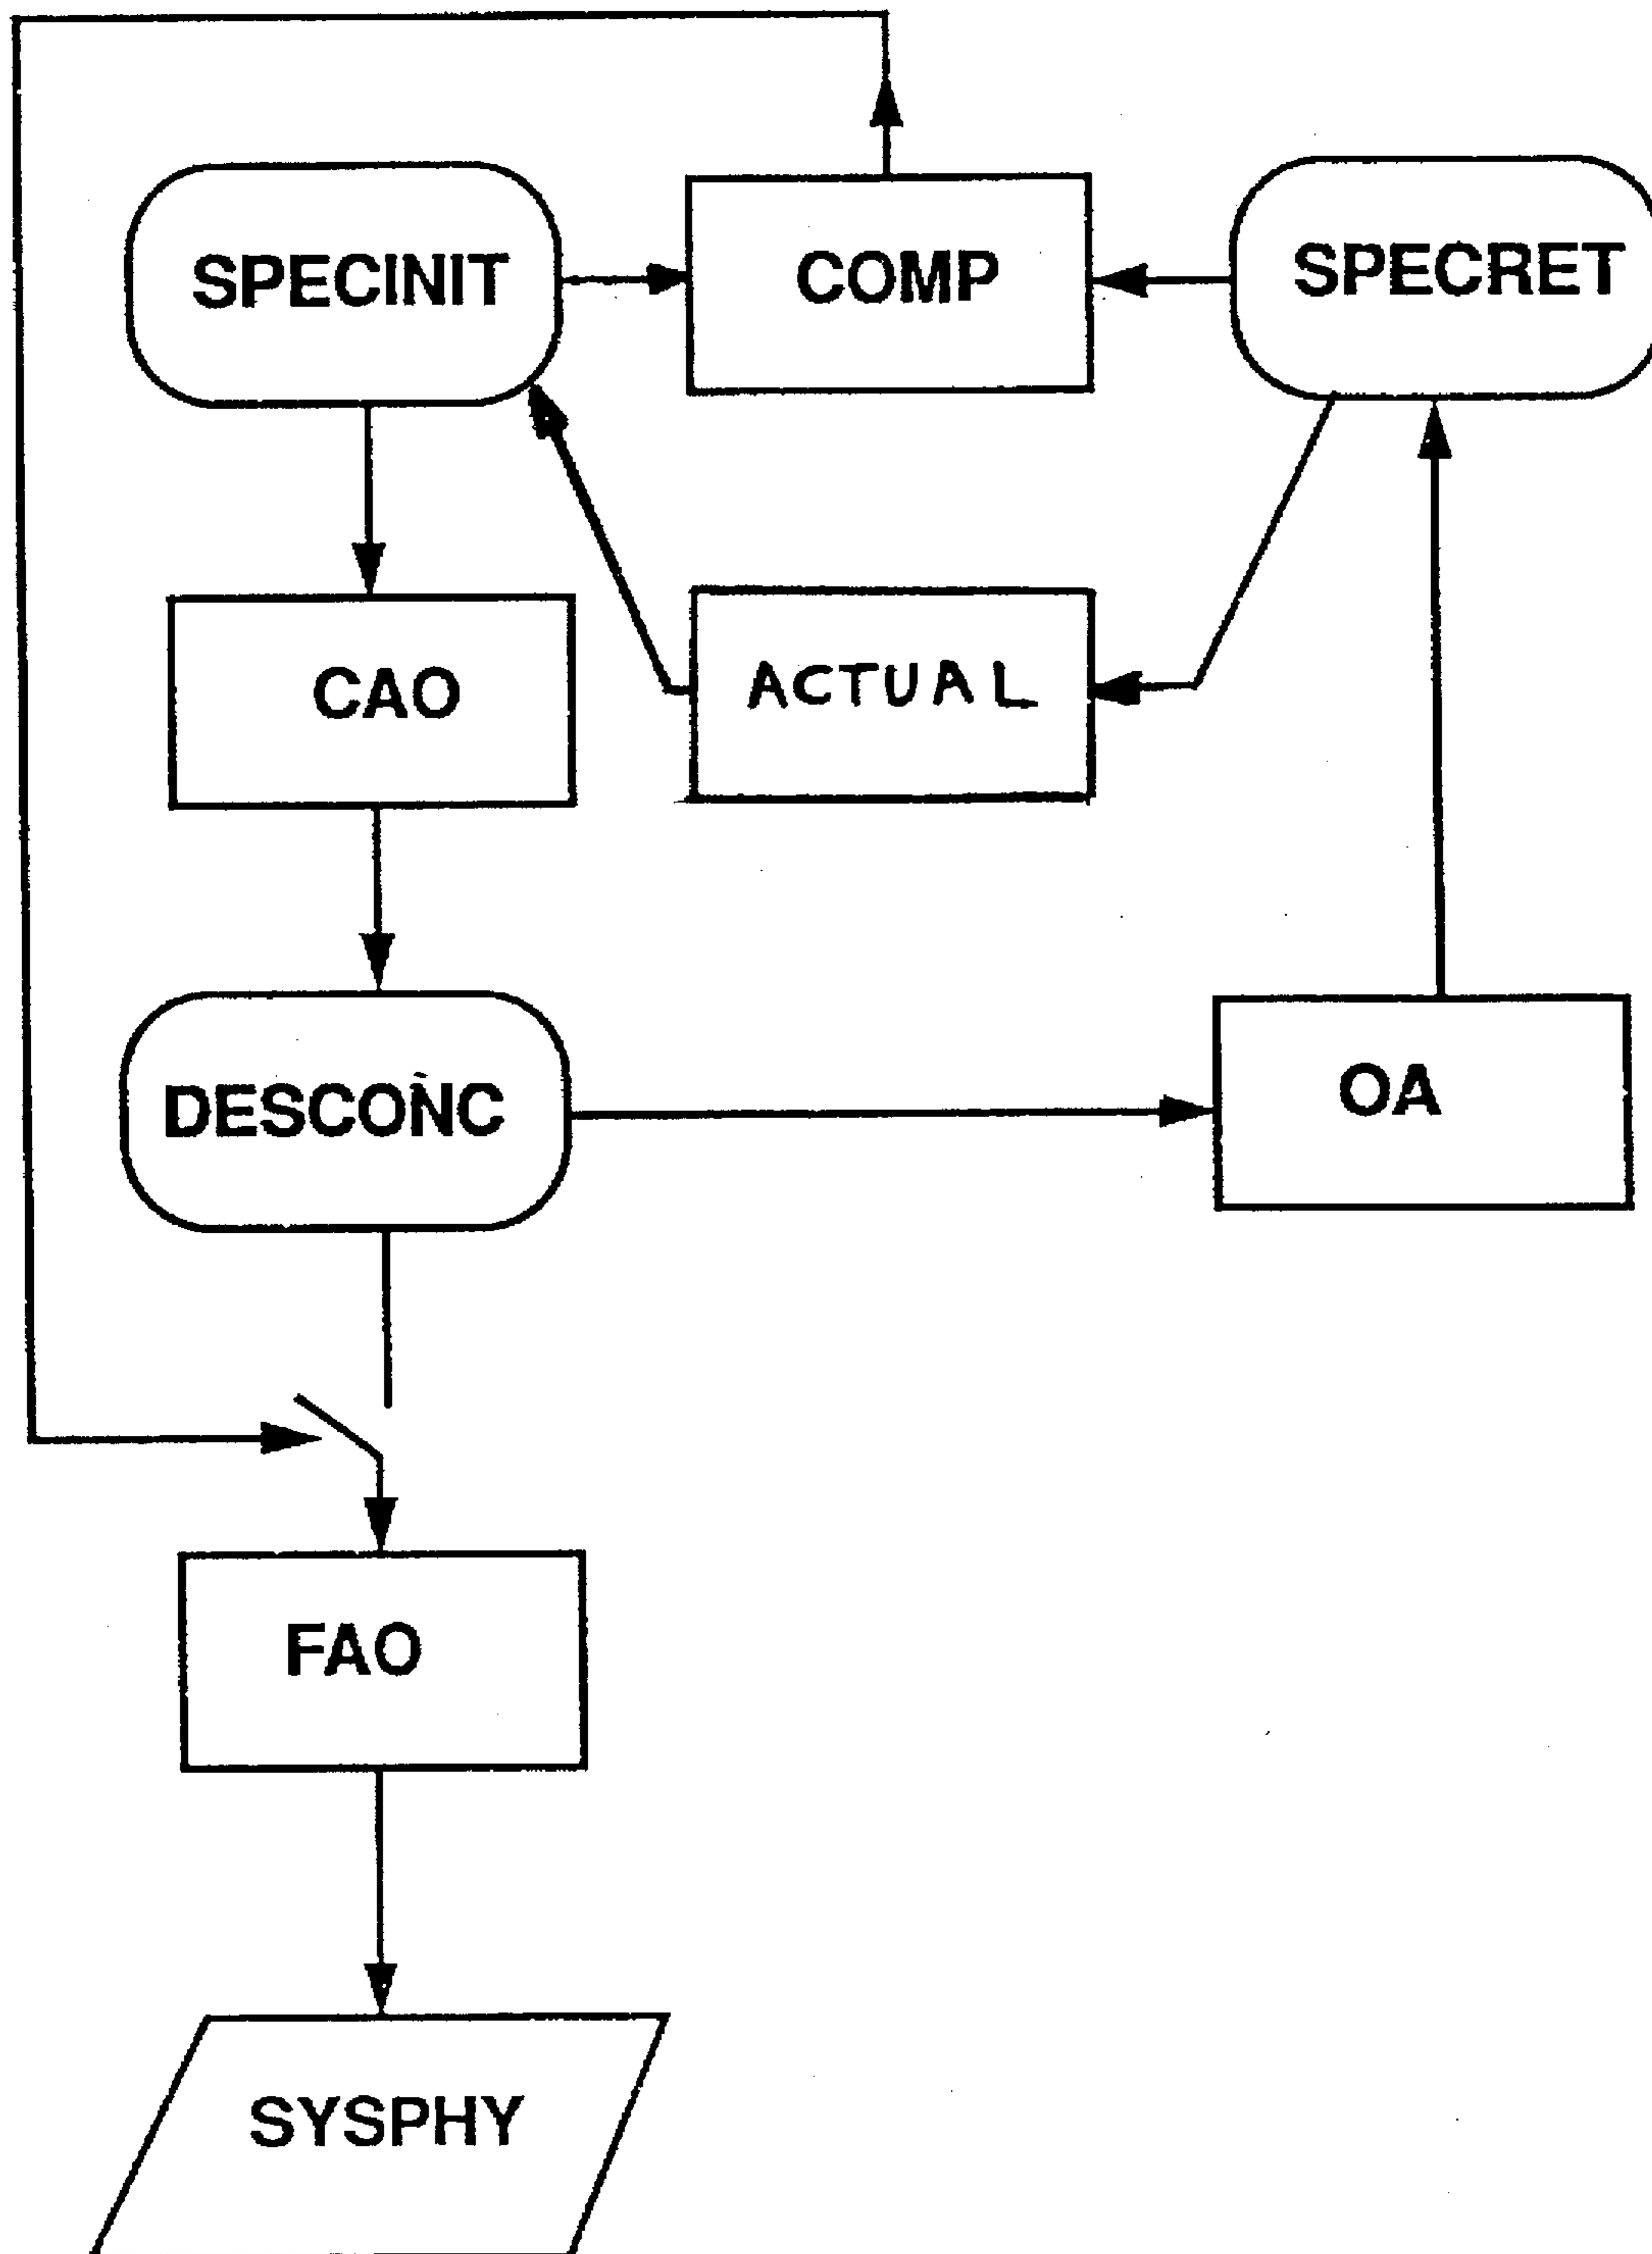 SPECINIT
COMP
SPECRET
CAO
ACTUAL
DESCONC
OA
FAO
SYSPHY